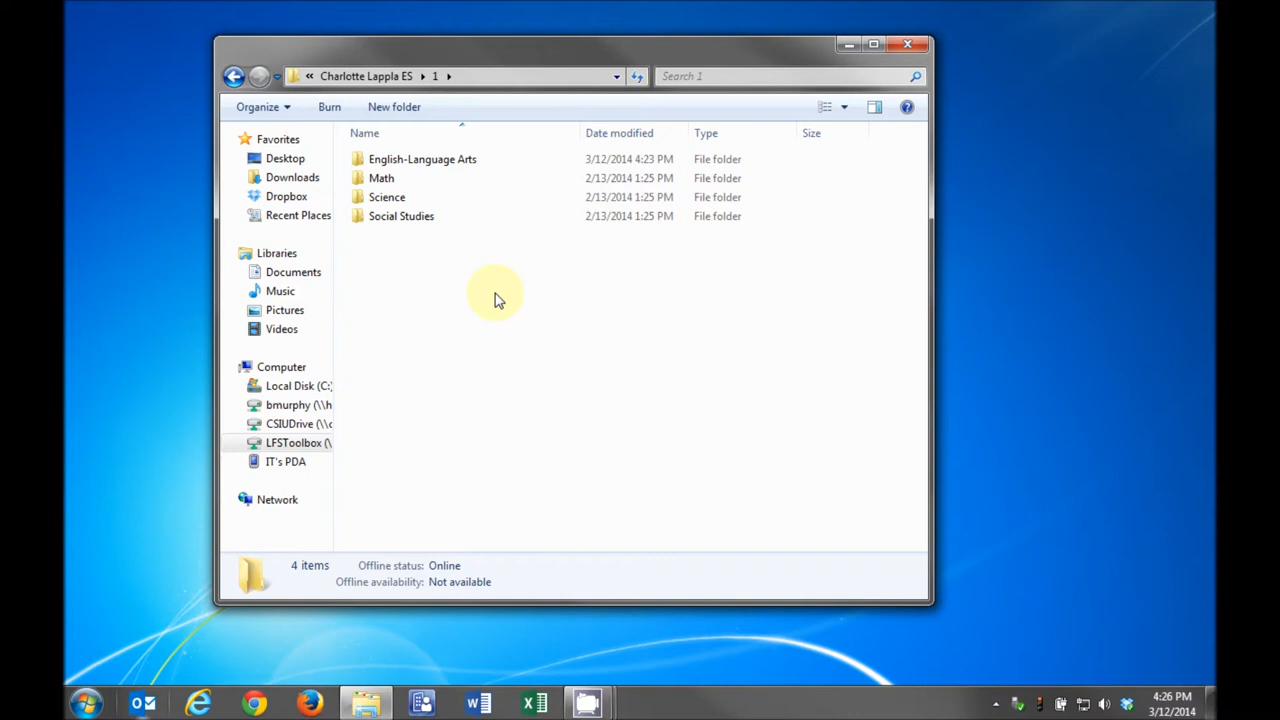 « Charlotte Lappla ES ▸ 1 ▸
Search 1
Organize
Burn
New folder
Name
Date modified
Type
Size
English-Language Arts 3/12/2014 4:23 PM File folder
Math 2/13/2014 1:25 PM File folder
Science 2/13/2014 1:25 PM File folder
Social Studies 2/13/2014 1:25 PM File folder
Favorites
Desktop
Downloads
Dropbox
Recent Places
Libraries
Documents
Music
Pictures
Videos
Computer
Local Disk (C:)
bmurphy (\\h
CSIUDrive (\\c
LFSToolbox (\
IT's PDA
Network
4 items
Offline status: Online
Offline availability: Not available
4:26 PM
3/12/2014